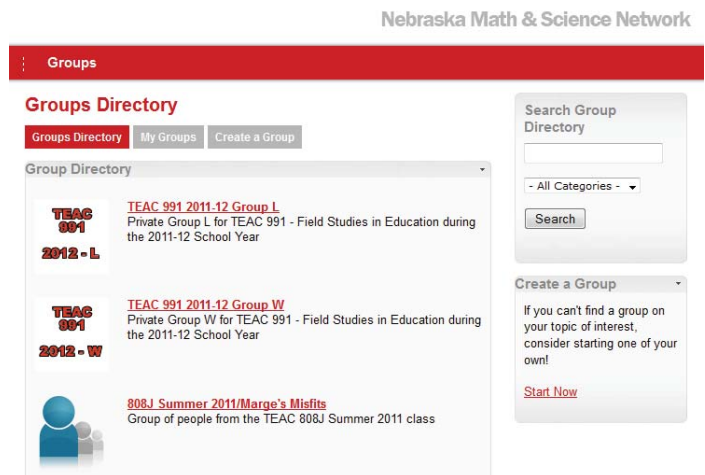 Nebraska Math & Science Network
Groups
Groups Directory
Groups Directory My Groups Create a Group
Group Directory
TEAC
991
2012 - L
TEAC 991 2011-12 Group L
Private Group L for TEAC 991 - Field Studies in Education during
the 2011-12 School Year
TEAC
991
2012 - W
TEAC 991 2011-12 Group W
Private Group W for TEAC 991 - Field Studies in Education during
the 2011-12 School Year
808J Summer 2011/Marge's Misfits
Group of people from the TEAC 808J Summer 2011 class
Search Group
Directory
- All Categories -
Search
Create a Group
If you can't find a group on
your topic of interest,
consider starting one of your
own!
Start Now